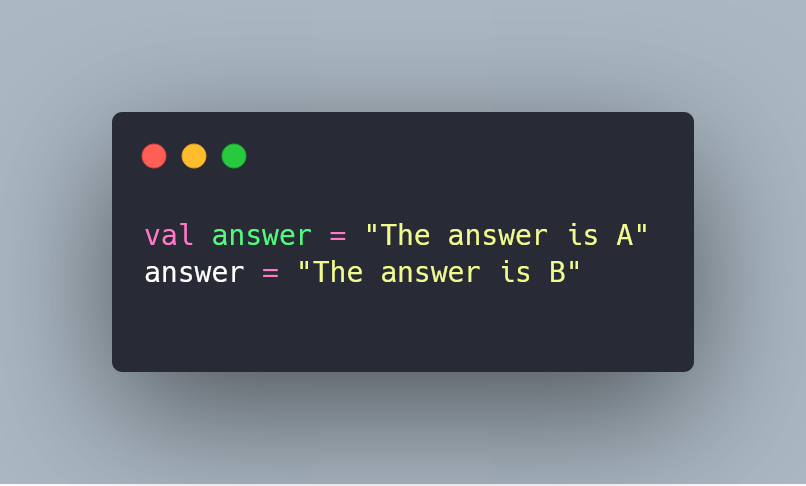 val answer = "The answer is A"
answer = "The answer is B"